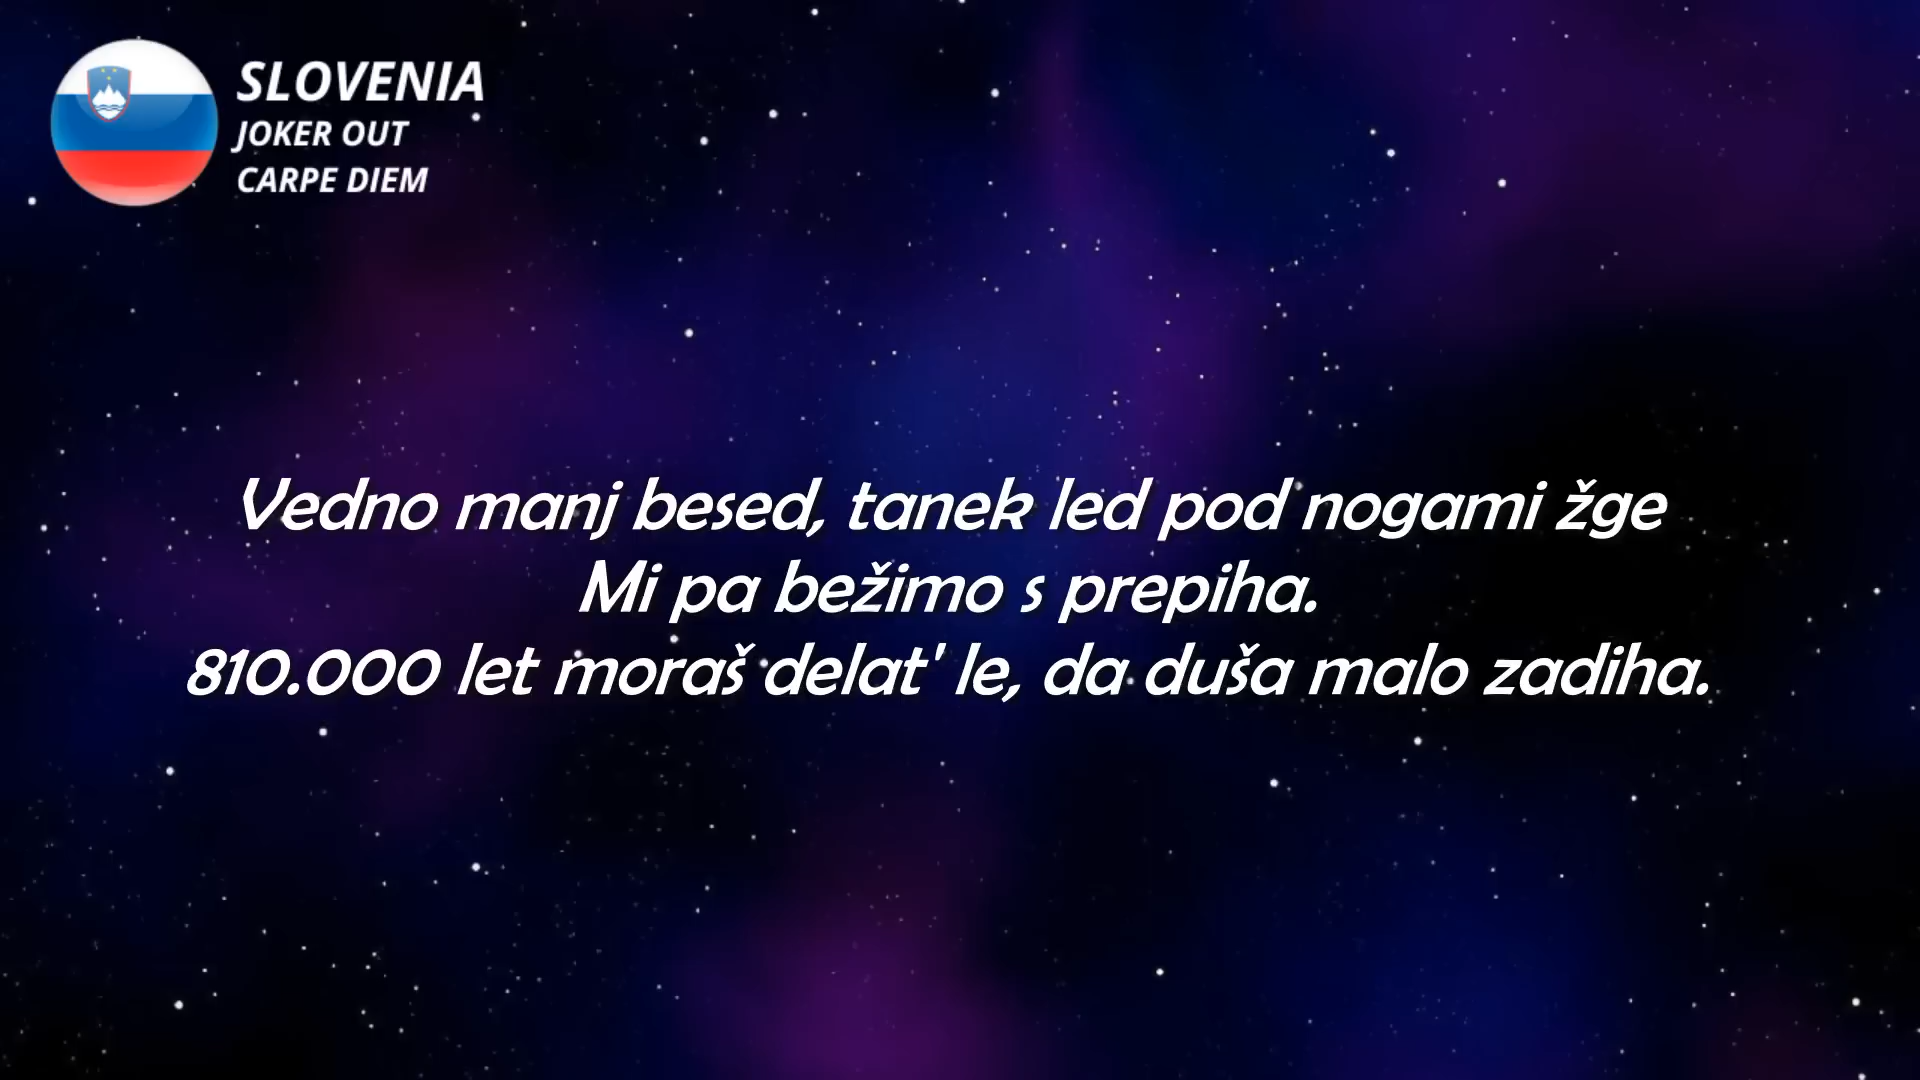 SLOVENIA
JOKER OUT
CARPE DIEM
Vedno manj besed, tanek led pod nogami žge
Mi pa bežimo s prepiha.
810.000 let moraš delat' le, da duša malo zadiha.